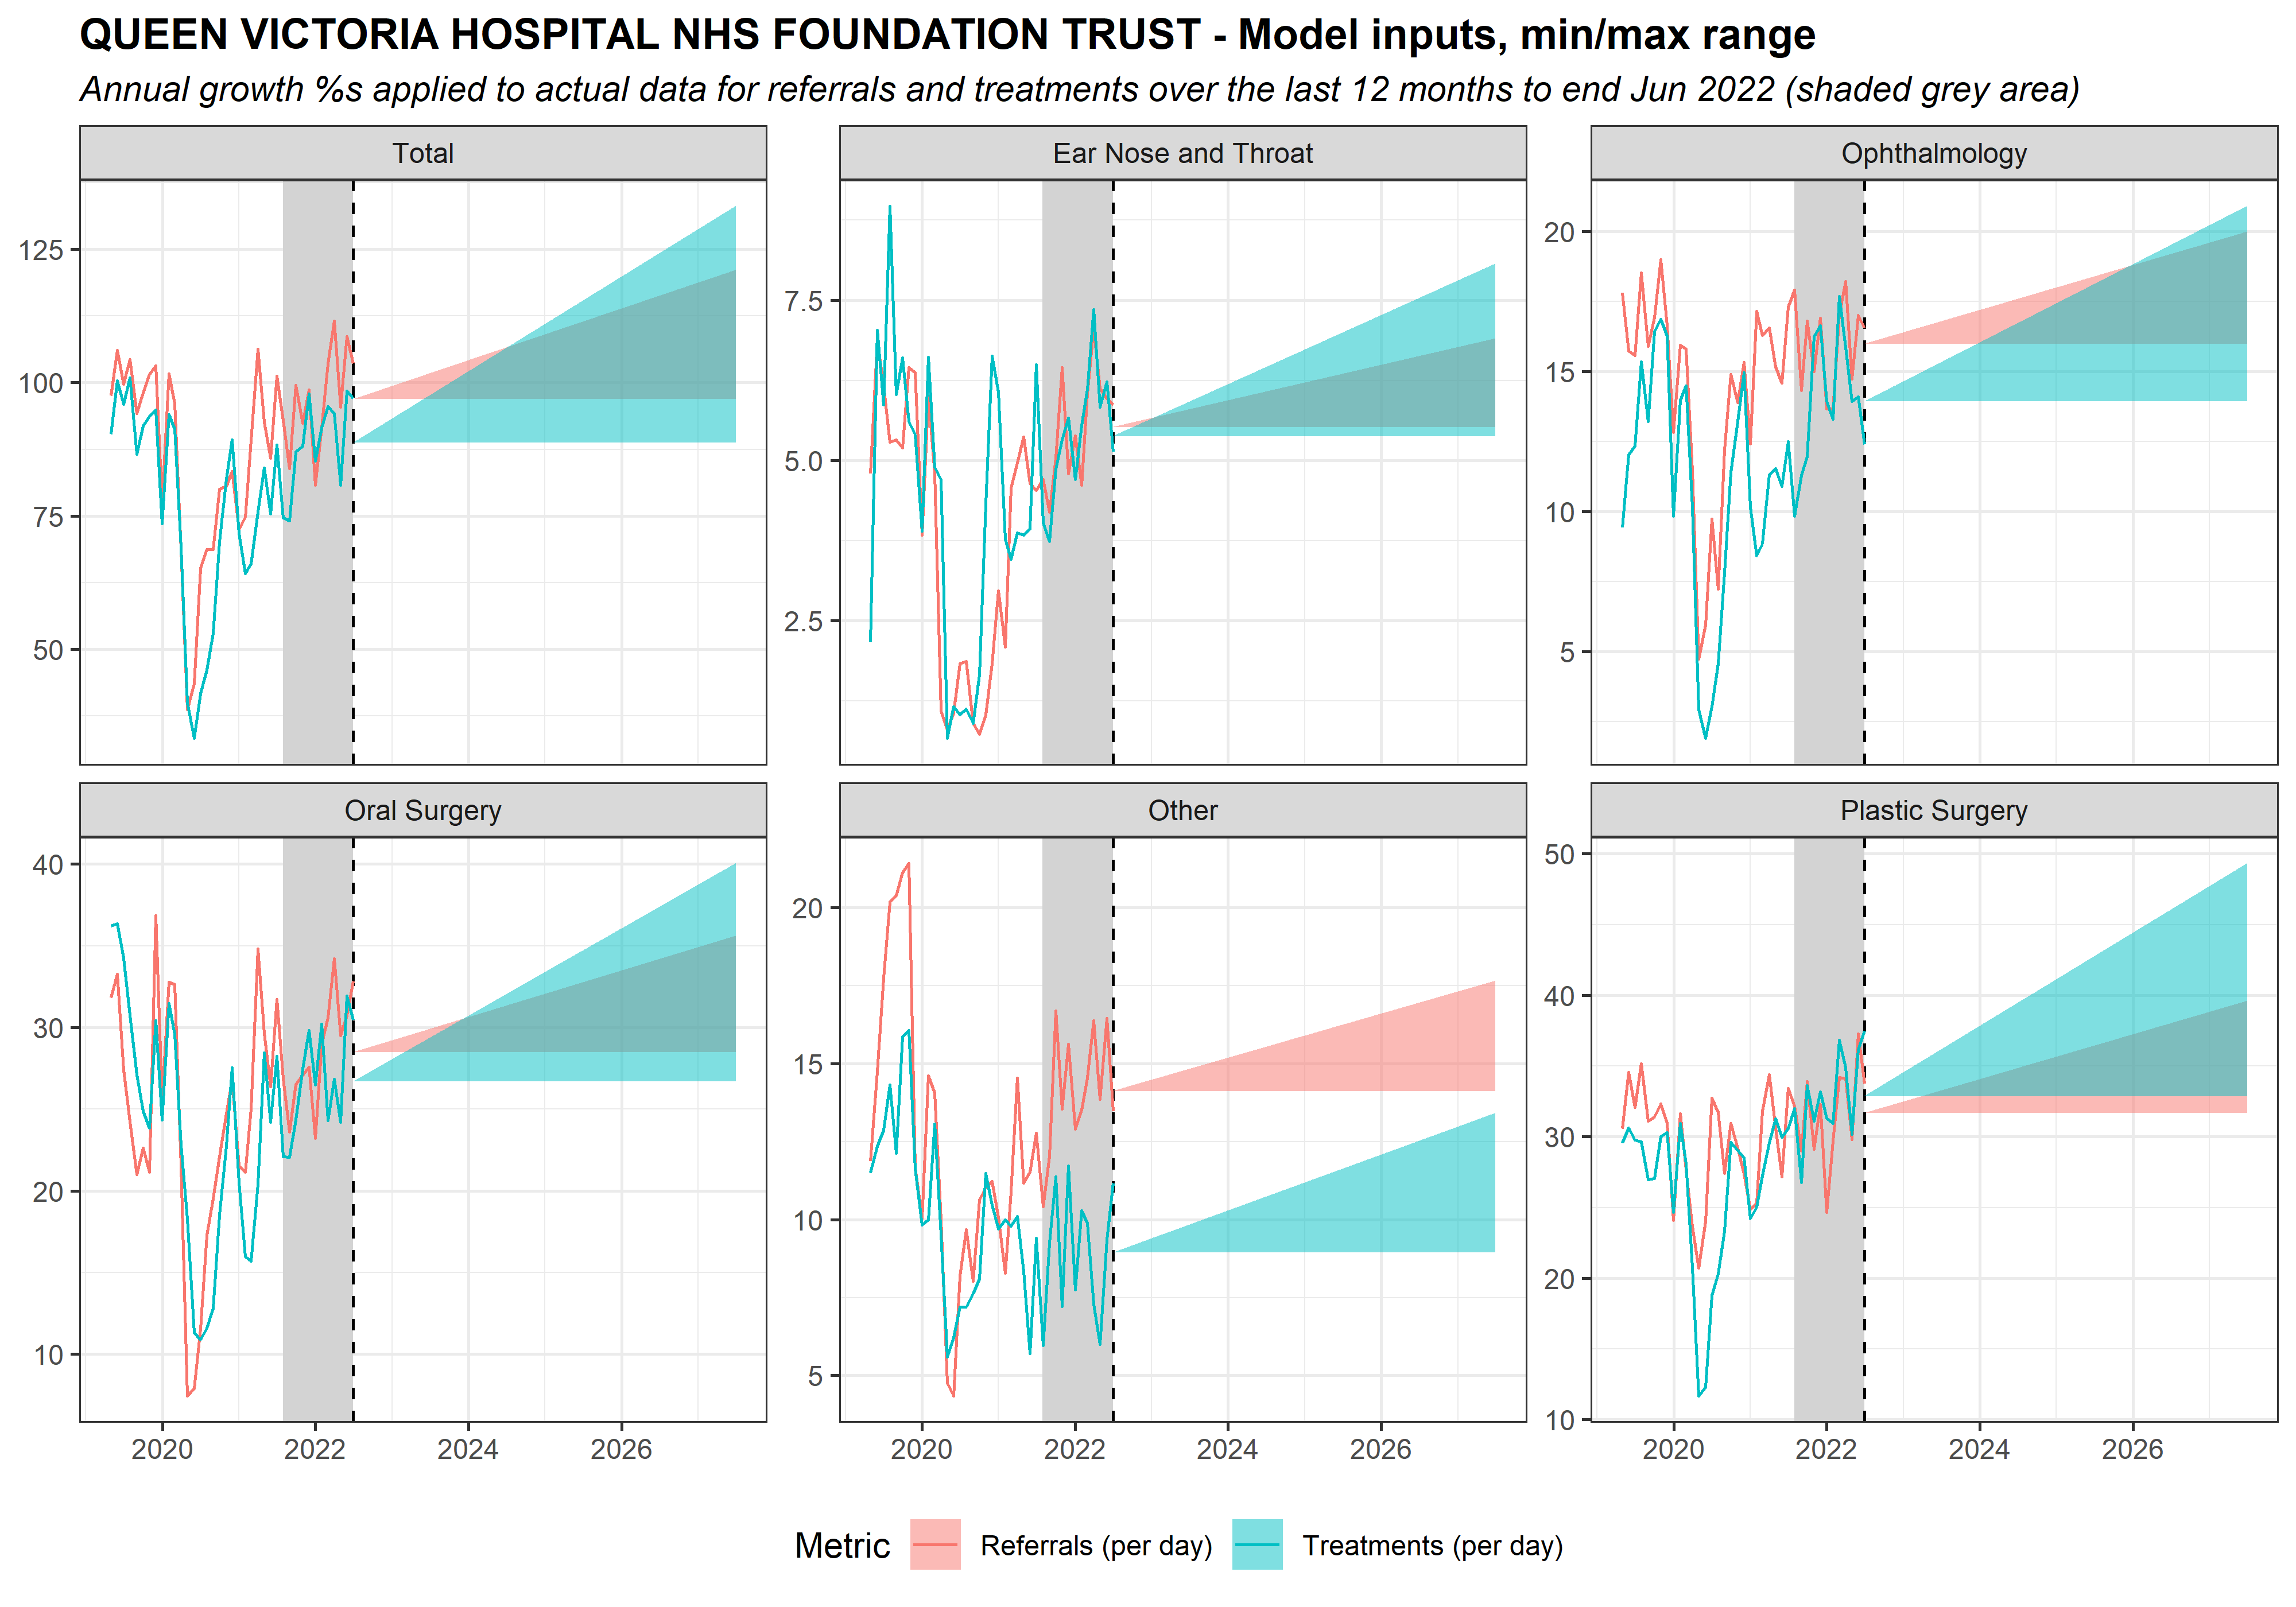 QUEEN VICTORIA HOSPITAL NHS FOUNDATION TRUST - Model inputs, min/max range
Annual growth %s applied to actual data for referrals and treatments over the last 12 months to end Jun 2022 (shaded grey area)
Total
Ear Nose and Throat
Ophthalmology
125
100
75
50
7.5
5.0
2.5
20
15
10
5
Oral Surgery
Other
Plastic Surgery
40
30
20
10
20
15
10
5
50
40
30
20
10
2020 2022 2024 2026
2020 2022 2024 2026
2020 2022 2024 2026
Metric Referrals (per day) Treatments (per day)